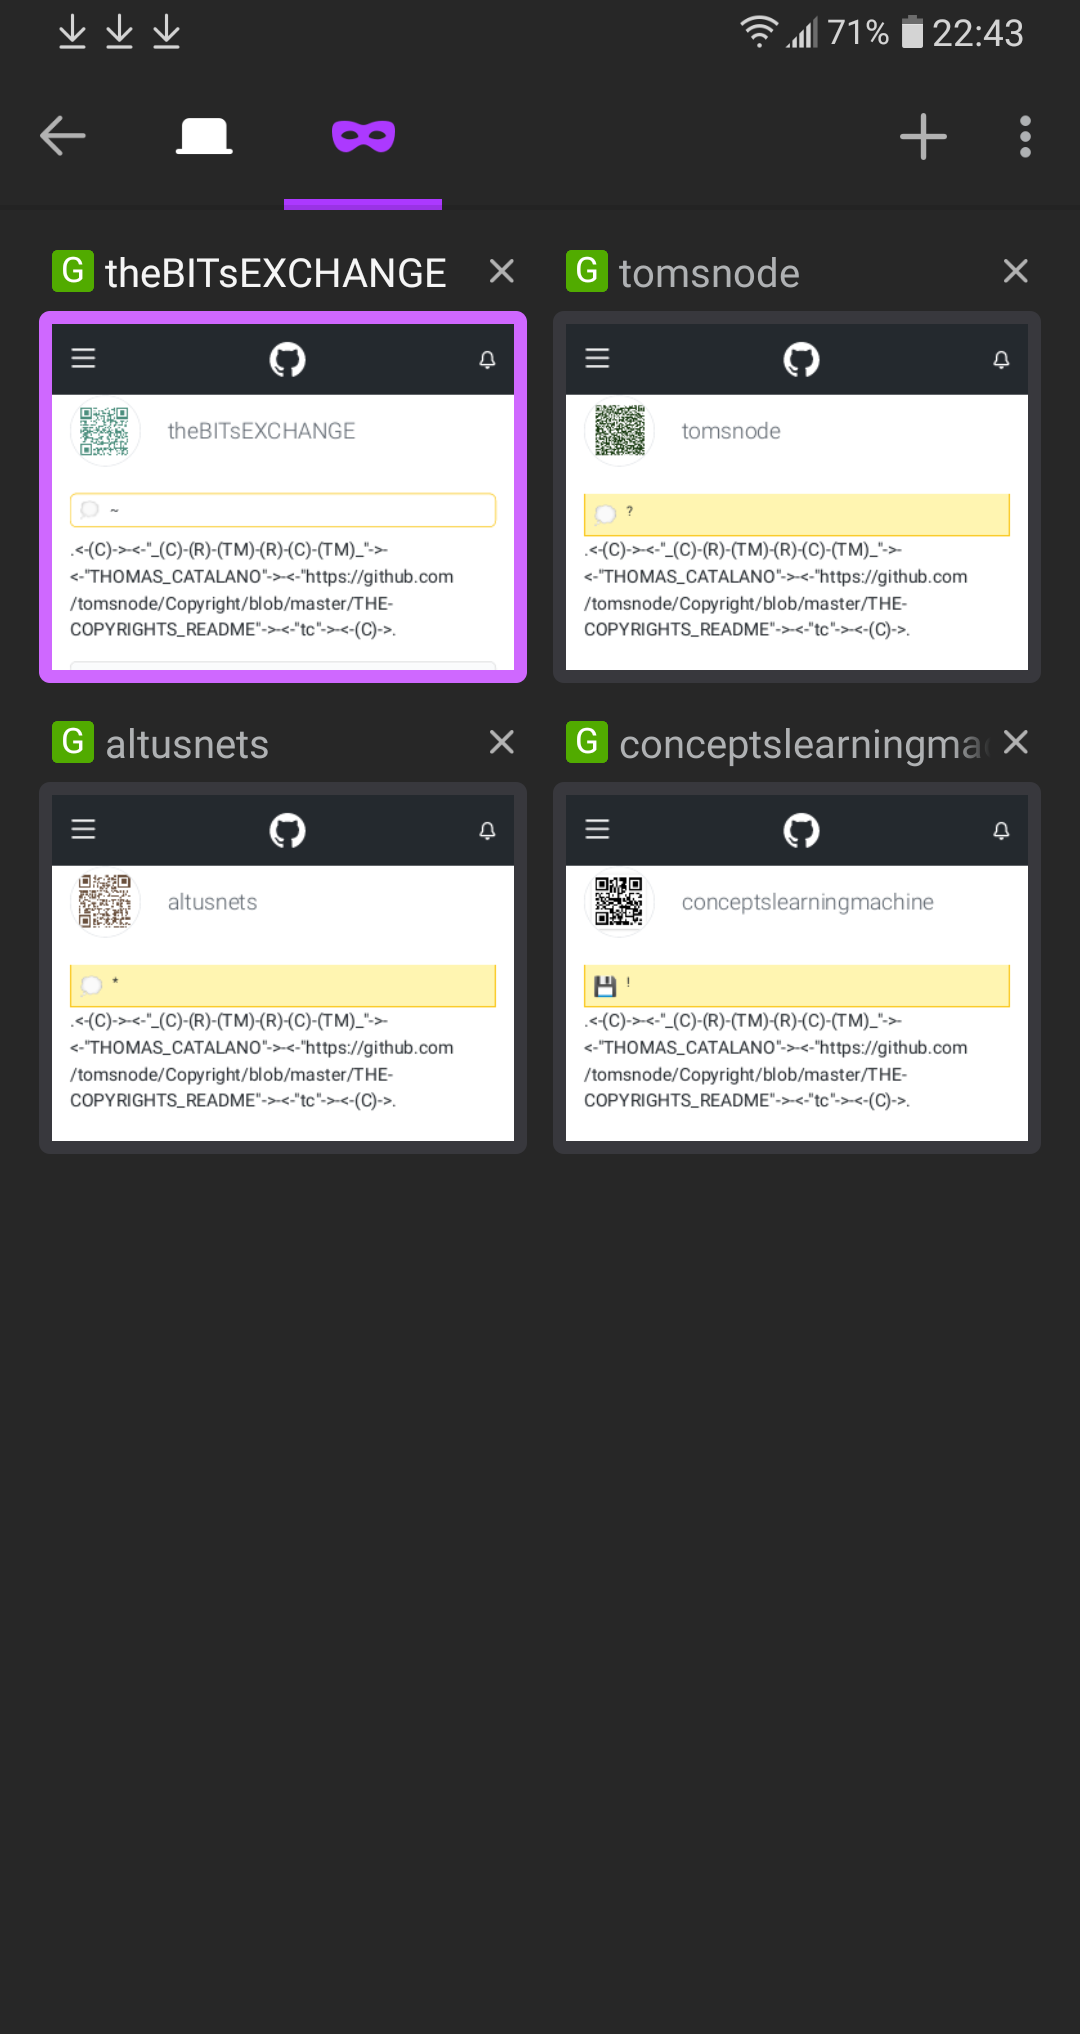 71% 22:43
G theBITsEXCHANGE
G tomsnode
theBITsEXCHANGE
~
.<-(C)->-<-"_(C)-(R)-(TM)-(R)-(C)-(TM)_"->-
<-"THOMAS_CATALANO"->-<-"https://github.com
/tomsnode/Copyright/blob/master/THE-
COPYRIGHTS_README"->-<-"tc"->-<-(C)->.
tomsnode
?
.<-(C)->-<-"_(C)-(R)-(TM)-(R)-(C)-(TM)_"->-
<-"THOMAS_CATALANO"->-<-"https://github.com
/tomsnode/Copyright/blob/master/THE-
COPYRIGHTS_README"->-<-"tc"->-<-(C)->.
G altusnets
G conceptslearningma
altusnets
*
.<-(C)->-<-"_(C)-(R)-(TM)-(R)-(C)-(TM)_"->-
<-"THOMAS_CATALANO"->-<-"https://github.com
/tomsnode/Copyright/blob/master/THE-
COPYRIGHTS_README"->-<-"tc"->-<-(C)->.
conceptslearningmachine
!
.<-(C)->-<-"_(C)-(R)-(TM)-(R)-(C)-(TM)_"->-
<-"THOMAS_CATALANO"->-<-"https://github.com
/tomsnode/Copyright/blob/master/THE-
COPYRIGHTS_README"->-<-"tc"->-<-(C)->.